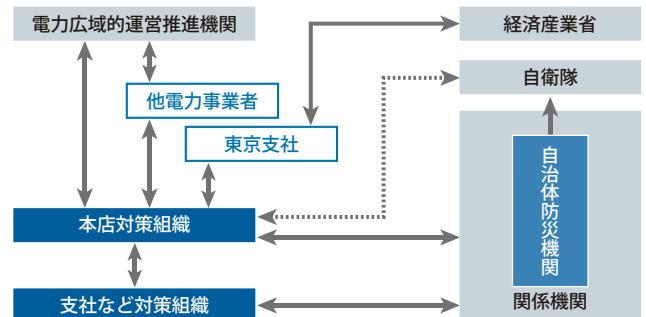 電力広域的運営推進機関
経済産業省
自衛隊
他電力事業者
東京支社
自治体防災機関
本店対策組織
支社など対策組織
関係機関